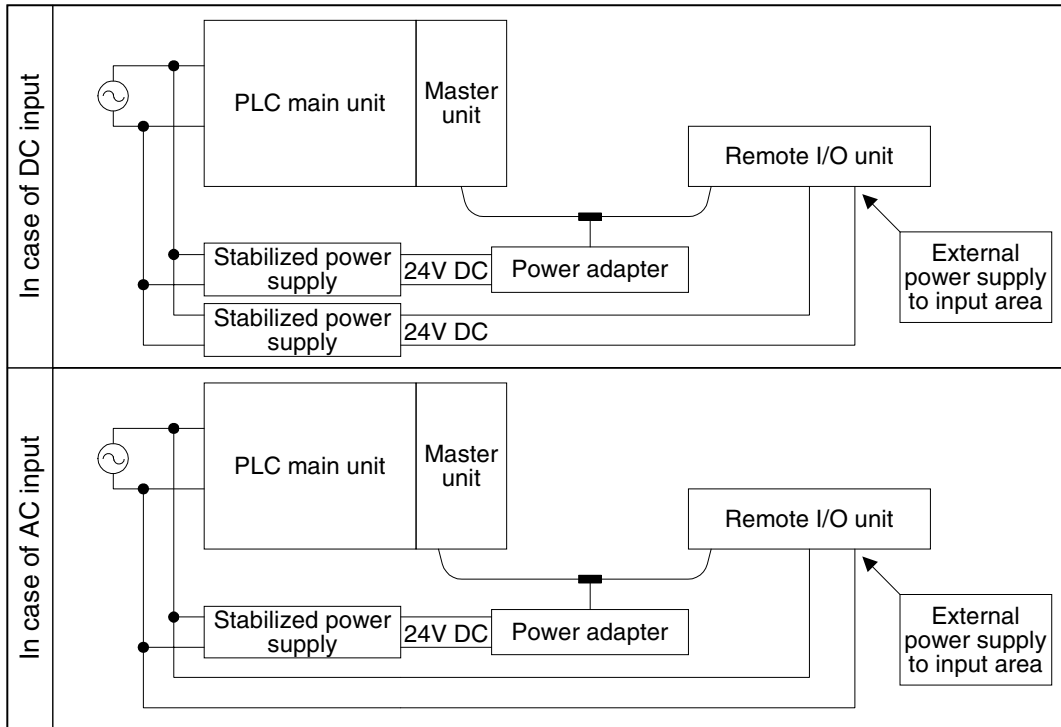 In case of DC input
PLC main unit
Master
unit
Remote I/O unit
Stabilized power
supply
24V DC
Power adapter
External
power supply
to input area
Stabilized power
supply
24V DC
In case of AC input
PLC main unit
Master
unit
Remote I/O unit
Stabilized power
supply
24V DC
Power adapter
External
power supply
to input area